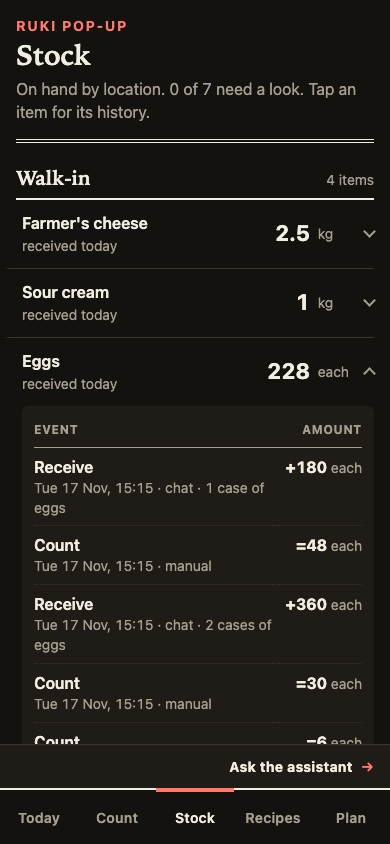 RUKI POP-UP
Stock
On hand by location. 0 of 7 need a look. Tap an
item for its history.
Walk-in 4 items
Farmer's cheese
received today
2.5 kg
Sour cream
received today
1 kg
Eggs
received today
228 each
EVENT AMOUNT
Receive +180 each
Tue 17 Nov, 15:15 · chat · 1 case of
eggs
Count =48 each
Tue 17 Nov, 15:15 · manual
Receive +360 each
Tue 17 Nov, 15:15 · chat · 2 cases of
eggs
Count =30 each
Tue 17 Nov, 15:15 · manual
Count =6 each
Ask the assistant →
Today Count Stock Recipes Plan